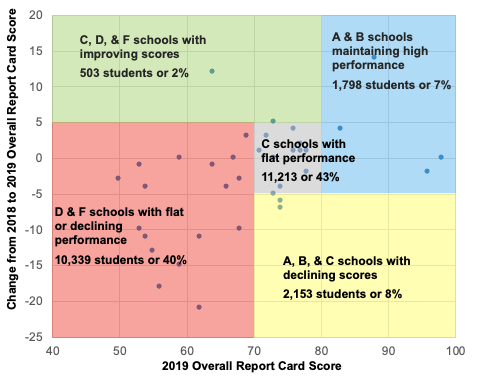 Change from 2018 to 2019 Overall Report Card Score
20
15
10
5
0
-5
-10
-15
-20
-25
C, D, & F schools with
improving scores
503 students or 2%
A & B schools
maintaining high
performance
1,798 students or 7%
C schools with
flat performance
11,213 or 43%
D & F schools with flat
or declining
performance
10,339 students or 40%
A, B, & C schools with
declining scores
2,153 students or 8%
40 50 60 70 80 90 100
2019 Overall Report Card Score